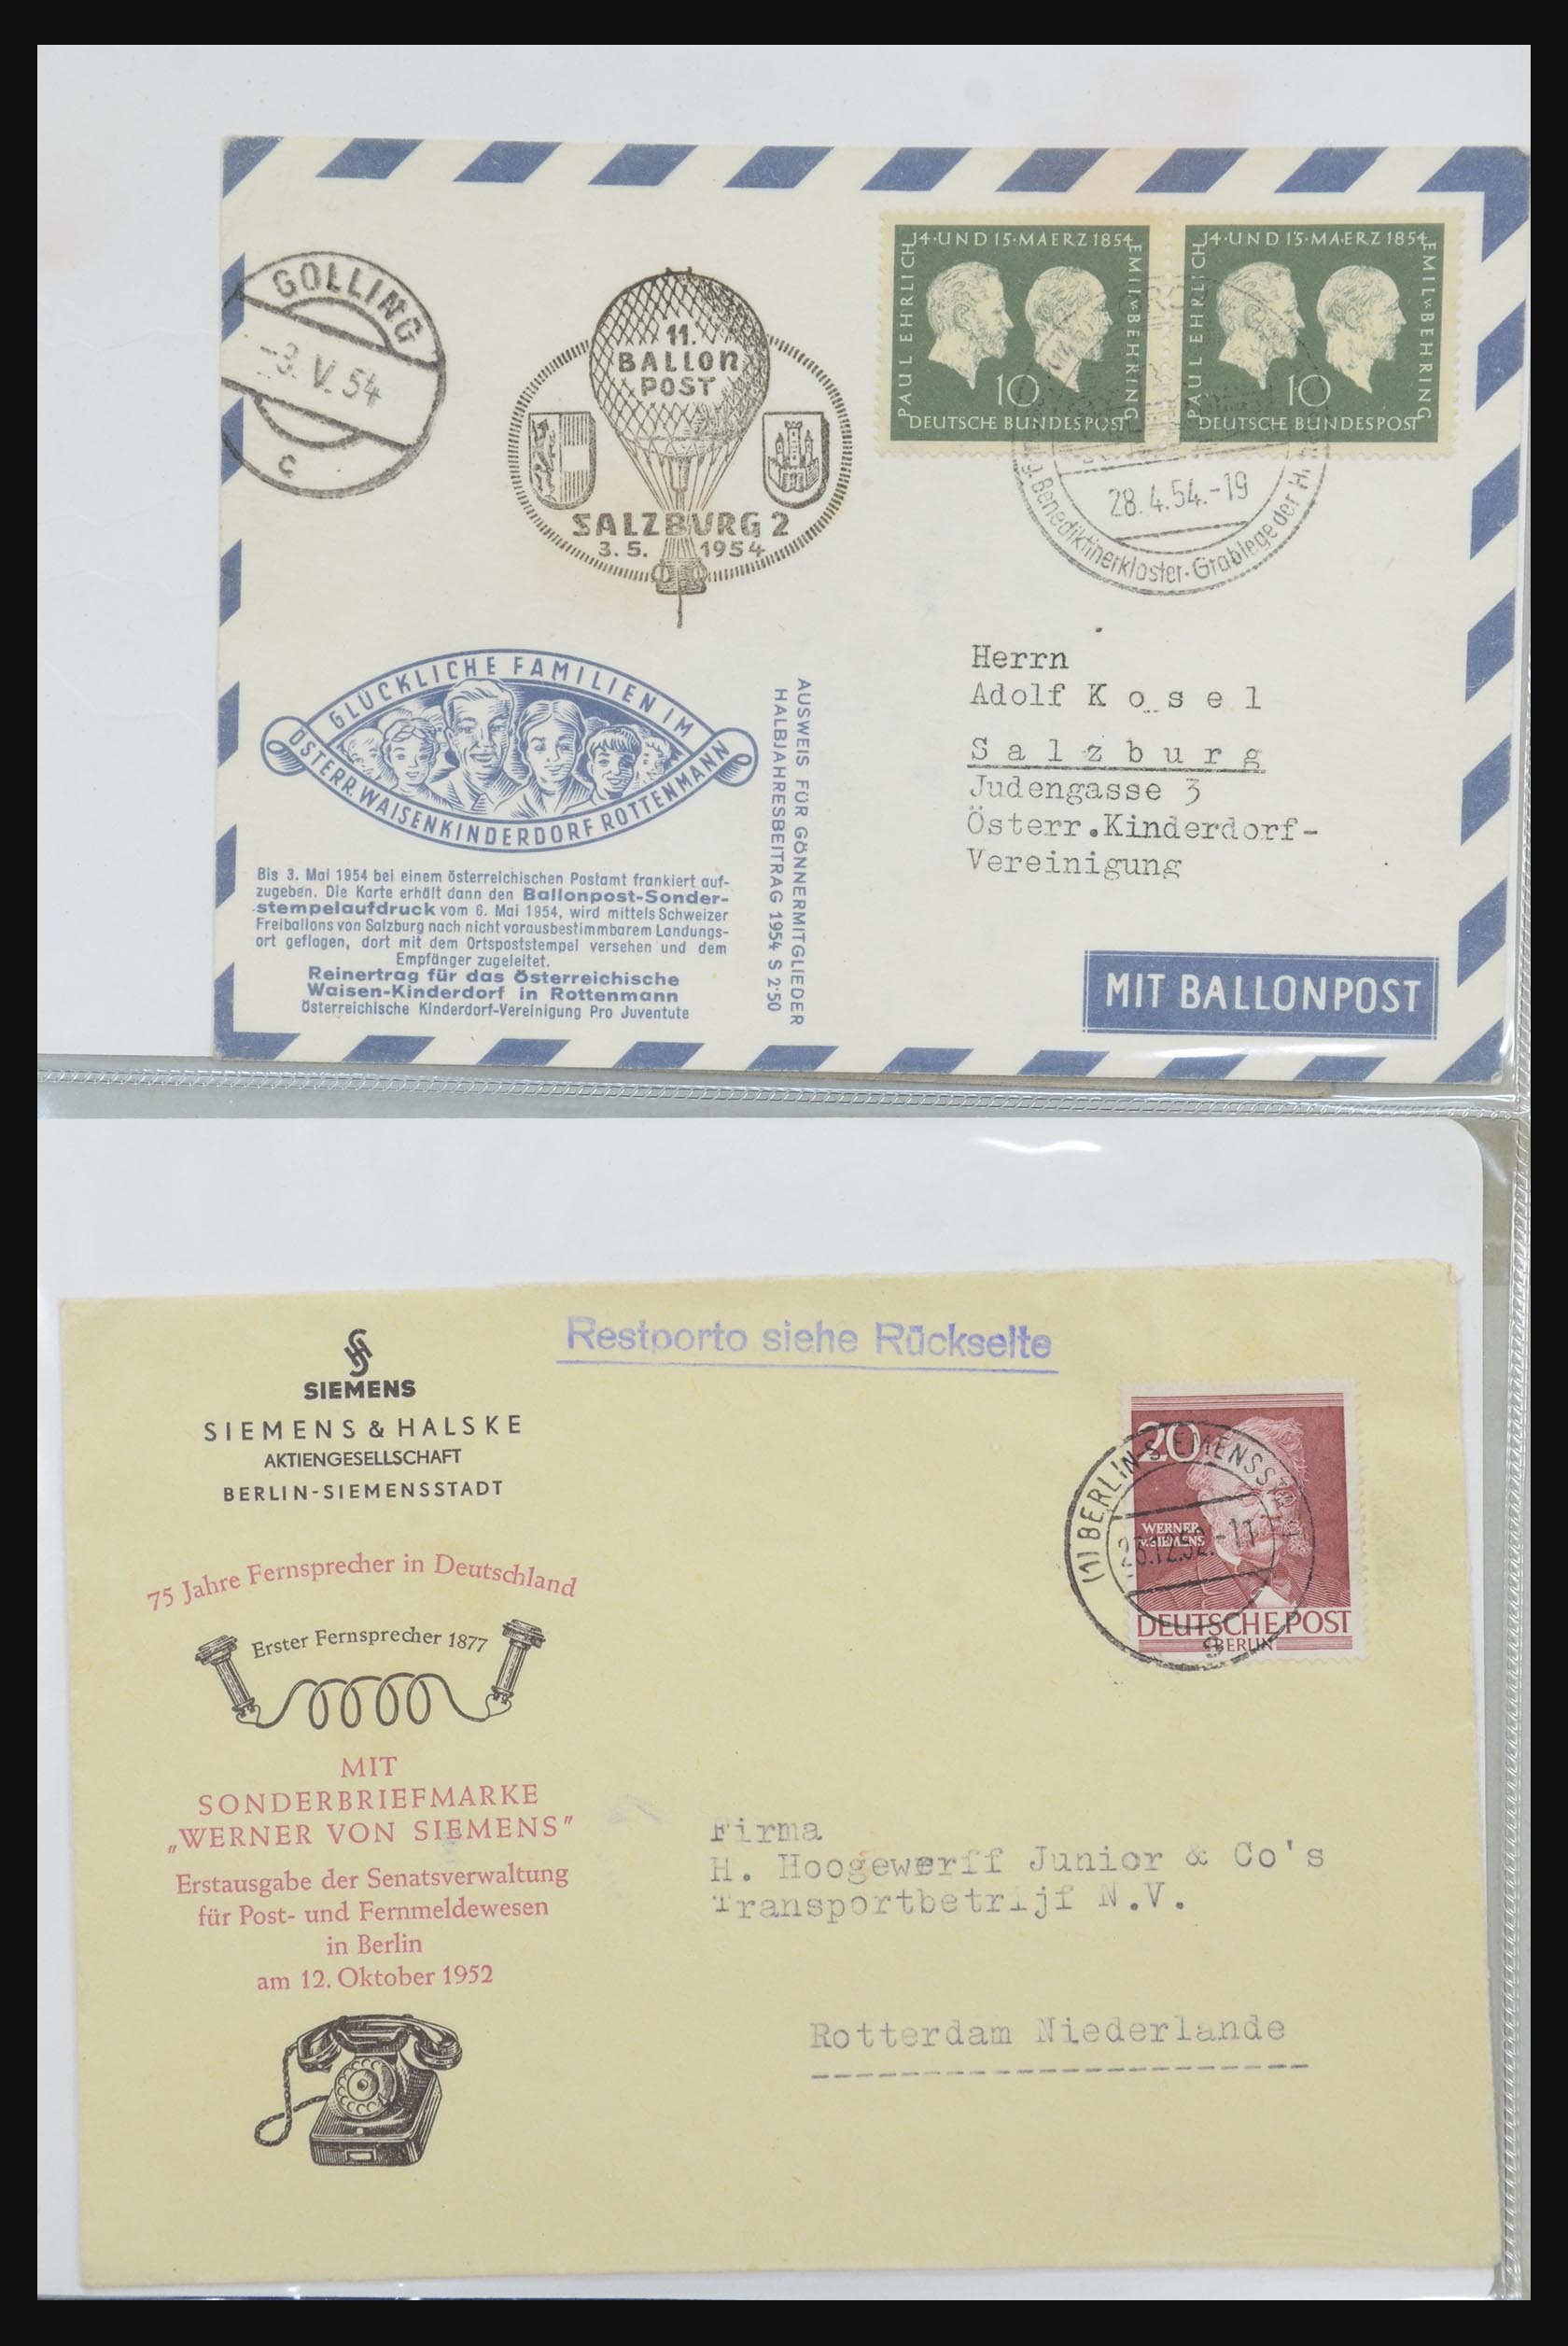 GOLLING
-3.V.54
c
11.
BALLON
POST
SALZBURG 2
3.5. 1954
14·UND 15·MAERZ 1854
PAUL EHRLICH
EMIL v. BEHRING
10
DEUTSCHE BUNDESPOST
14·UND 15·MAERZ 1854
PAUL EHRLICH
EMIL v. BEHRING
10
DEUTSCHE BUNDESPOST
28.4.54.-19
Benediktinerkloster·Grablege der
Herrn
Adolf K o s e l
S a l z b u r g
Judengasse 3
Österr.Kinderdorf-
Vereinigung
GLÜCKLICHE FAMILIEN IM
ÖSTERR. WAISENKINDERDORF ROTTENMANN
AUSWEIS FÜR GÖNNERMITGLIEDER
HALBJAHRESBEITRAG 1954 S 2·50
Bis 3. Mai 1954 bei einem österreichischen Postamt frankiert auf-
zugeben. Die Karte erhält dann den Ballonpost-Sonder-
stempelaufdruck vom 6. Mai 1954, wird mittels Schweizer
Freiballons von Salzburg nach nicht vorausbestimmbarem Landungs-
ort geflogen, dort mit dem Ortspoststempel versehen und dem
Empfänger zugeleitet.
Reinertrag für das Österreichische
Waisen-Kinderdorf in Rottenmann
Österreichische Kinderdorf-Vereinigung Pro Juventute
MIT BALLONPOST
Restporto siehe Rückseite
SIEMENS
SIEMENS & HALSKE
AKTIENGESELLSCHAFT
BERLIN-SIEMENSSTADT
75 Jahre Fernsprecher in Deutschland
Erster Fernsprecher 1877
MIT
SONDERBRIEFMARKE
„WERNER VON SIEMENS"
Erstausgabe der Senatsverwaltung
für Post- und Fernmeldewesen
in Berlin
am 12. Oktober 1952
20
WERNER
v. SIEMENS
DEUTSCHE POST
BERLIN
(1) BERLIN-SIEMENSSTADT
.12.52.-11
g
Firma
H. Hoogewerff Junior & Co's
Transportbetrijf N.V.
Rotterdam Niederlande